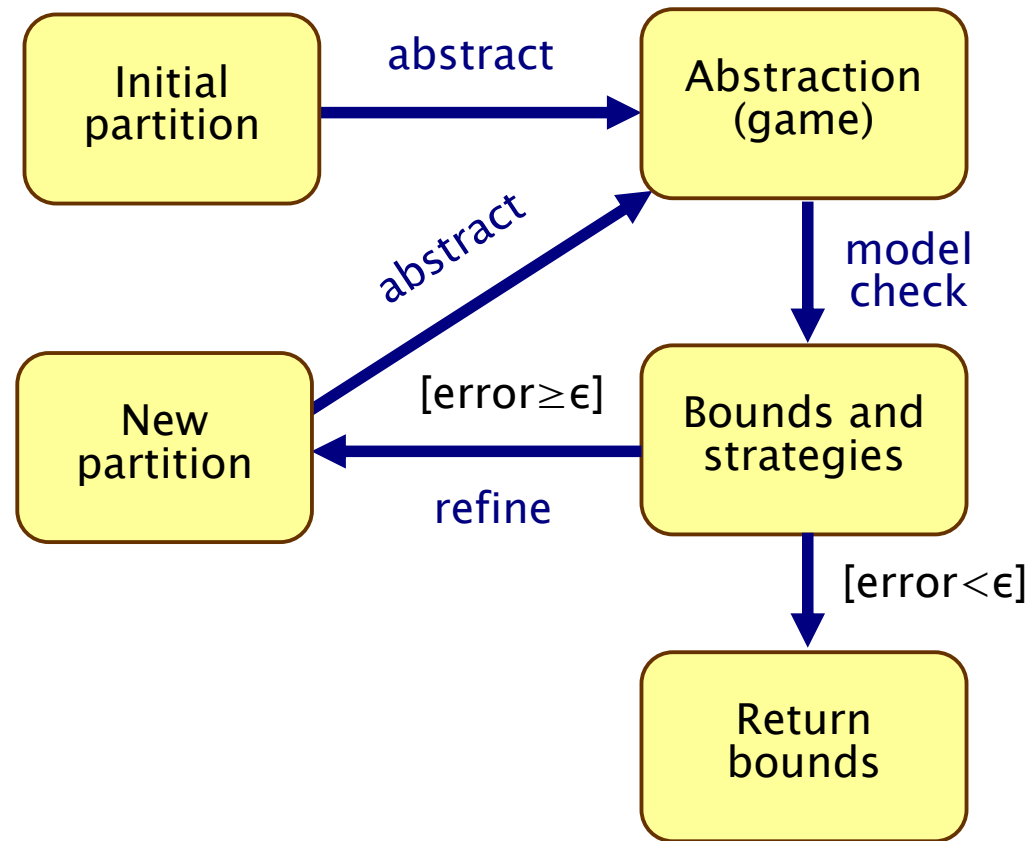 Initial
partition
abstract
Abstraction
(game)
abstract
model
check
New
partition
[error≥ϵ]
refine
Bounds and
strategies
[error<ϵ]
Return
bounds